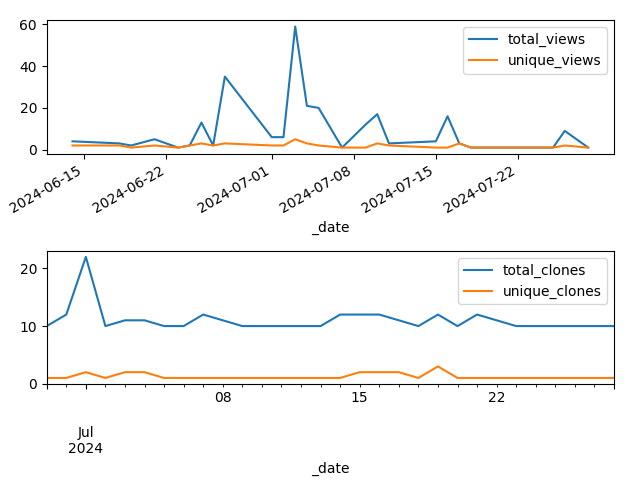 60
40
20
0
total_views
unique_views
2024-06-15
2024-06-22
2024-07-01
2024-07-08
2024-07-15
2024-07-22
_date
20
10
0
total_clones
unique_clones
08
15
22
Jul
2024
_date